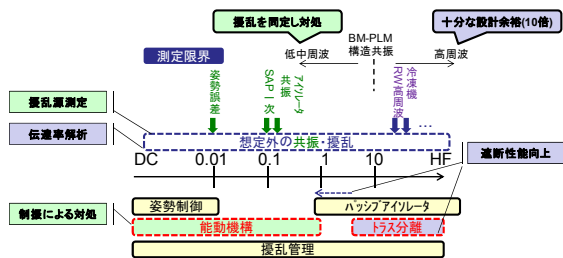 擾乱を同定し対処
十分な設計余裕(10倍)
BM-PLM
構造共振
低中周波
高周波
測定限界
姿勢誤差
SAP一次
共振
アイソレータ
冷凍機
RW高周波
…
擾乱源測定
伝達率解析
想定外の共振・擾乱
DC 0.01 0.1 1 10 HF
遮断性能向上
姿勢制御
パッシブアイソレータ
制振による対処
能動機構
トラス分離
擾乱管理